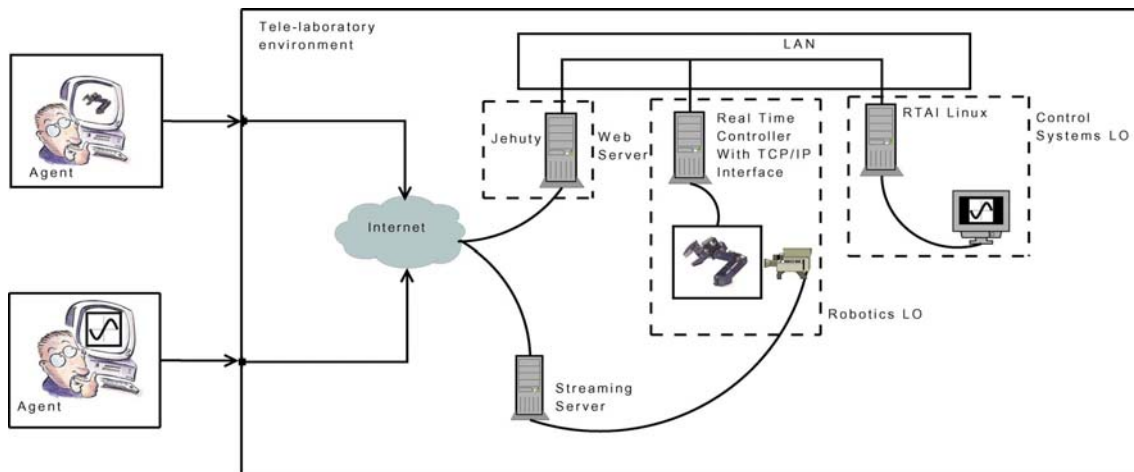 Tele-laboratory
environment
LAN
Agent
Jehuty
Web
Server
Real Time
Controller
With TCP/IP
Interface
RTAI Linux
Control
Systems LO
Internet
Robotics LO
Agent
Streaming
Server